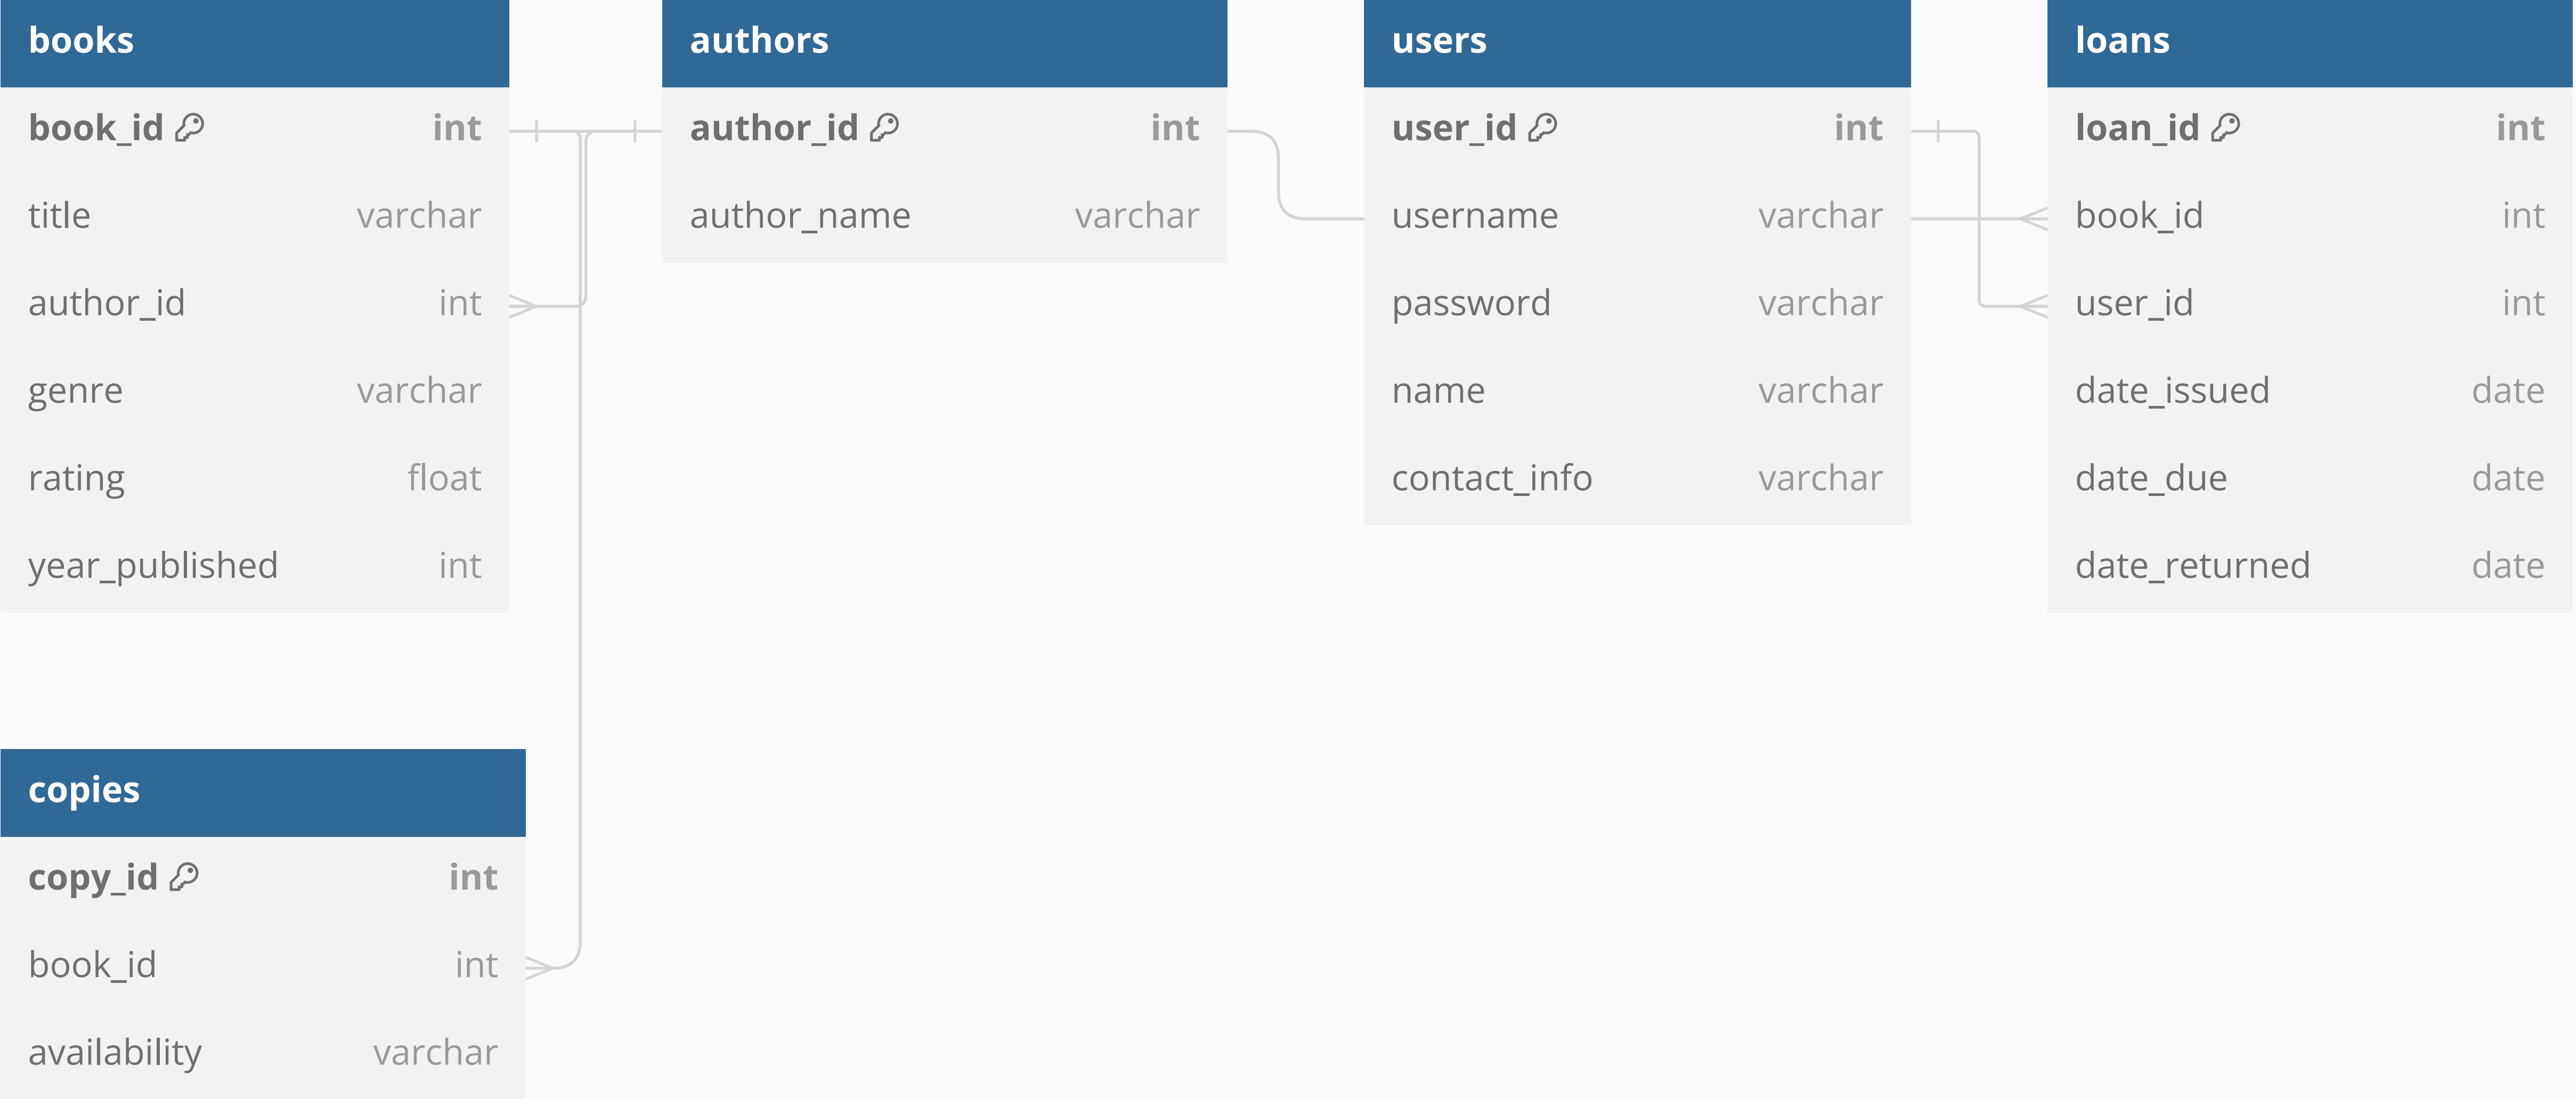 books
book_id int
title varchar
author_id int
genre varchar
rating float
year_published int
authors
author_id int
author_name varchar
users
user_id int
username varchar
password varchar
name varchar
contact_info varchar
loans
loan_id int
book_id int
user_id int
date_issued date
date_due date
date_returned date
copies
copy_id int
book_id int
availability varchar